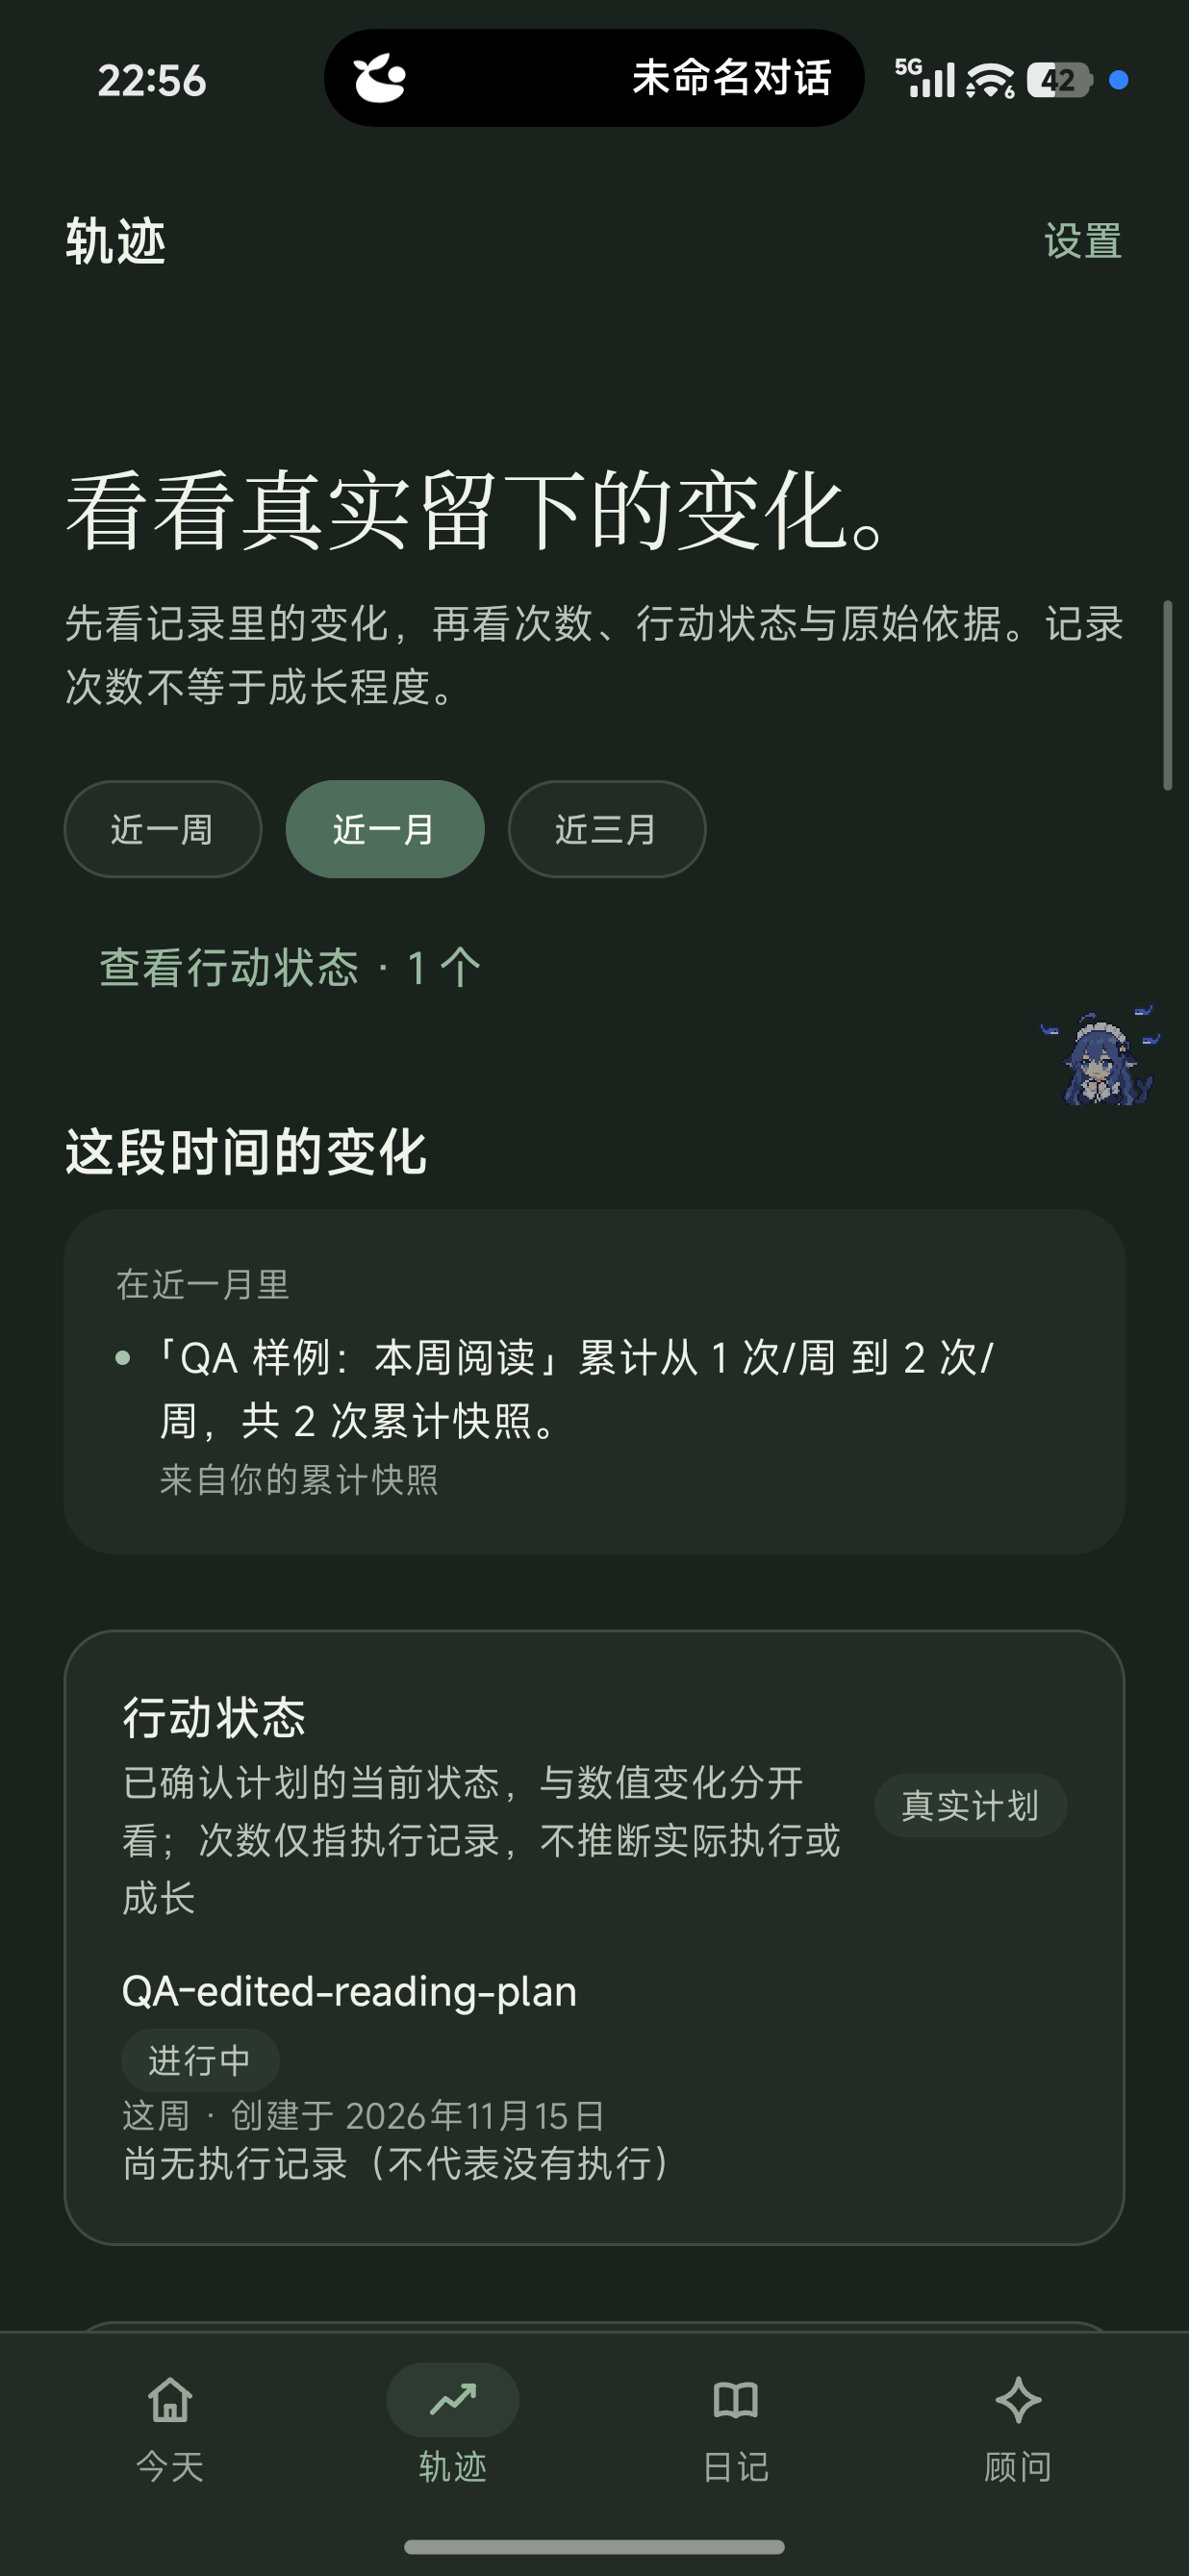 22:56
未命名对话
5G
6
42
轨迹
设置
看看真实留下的变化。
先看记录里的变化，再看次数、行动状态与原始依据。记录
次数不等于成长程度。
近一周
近一月
近三月
查看行动状态 · 1 个
这段时间的变化
在近一月里
「QA 样例：本周阅读」累计从 1 次/周 到 2 次/
周，共 2 次累计快照。
来自你的累计快照
行动状态
已确认计划的当前状态，与数值变化分开
看；次数仅指执行记录，不推断实际执行或
成长
真实计划
QA-edited-reading-plan
进行中
这周 · 创建于 2026年11月15日
尚无执行记录（不代表没有执行）
今天
轨迹
日记
顾问